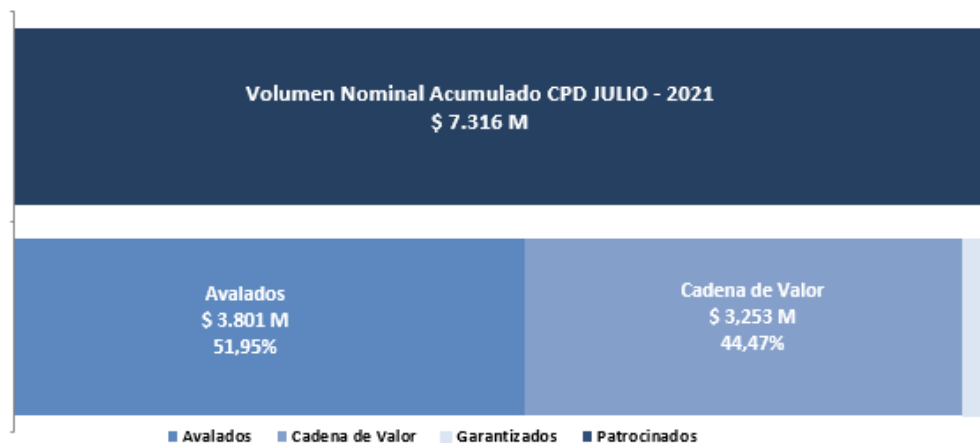 Volumen Nominal Acumulado CPD JULIO - 2021
$ 7.316 M
Avalados
$ 3.801 M
51,95%
Cadena de Valor
$ 3,253 M
44,47%
Avalados Cadena de Valor Garantizados Patrocinados